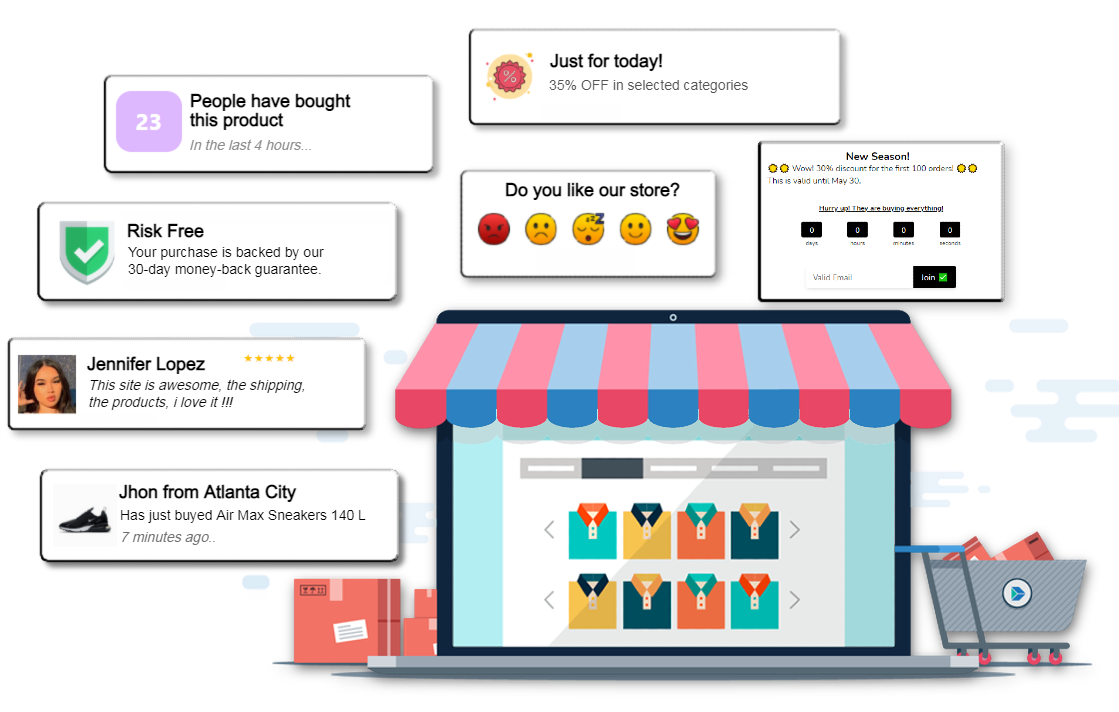 Just for today!
35% OFF in selected categories
23
People have bought
this product
In the last 4 hours...
New Season!
Wow! 30% discount for the first 100 orders!
This is valid until May 30.
Hurry up! They are buying everything!
0 0 0 0
days hours minutes seconds
Valid Email Join
Do you like our store?
Risk Free
Your purchase is backed by our
30-day money-back guarantee.
Jennifer Lopez
This site is awesome, the shipping,
the products, i love it !!!
Jhon from Atlanta City
Has just buyed Air Max Sneakers 140 L
7 minutes ago..